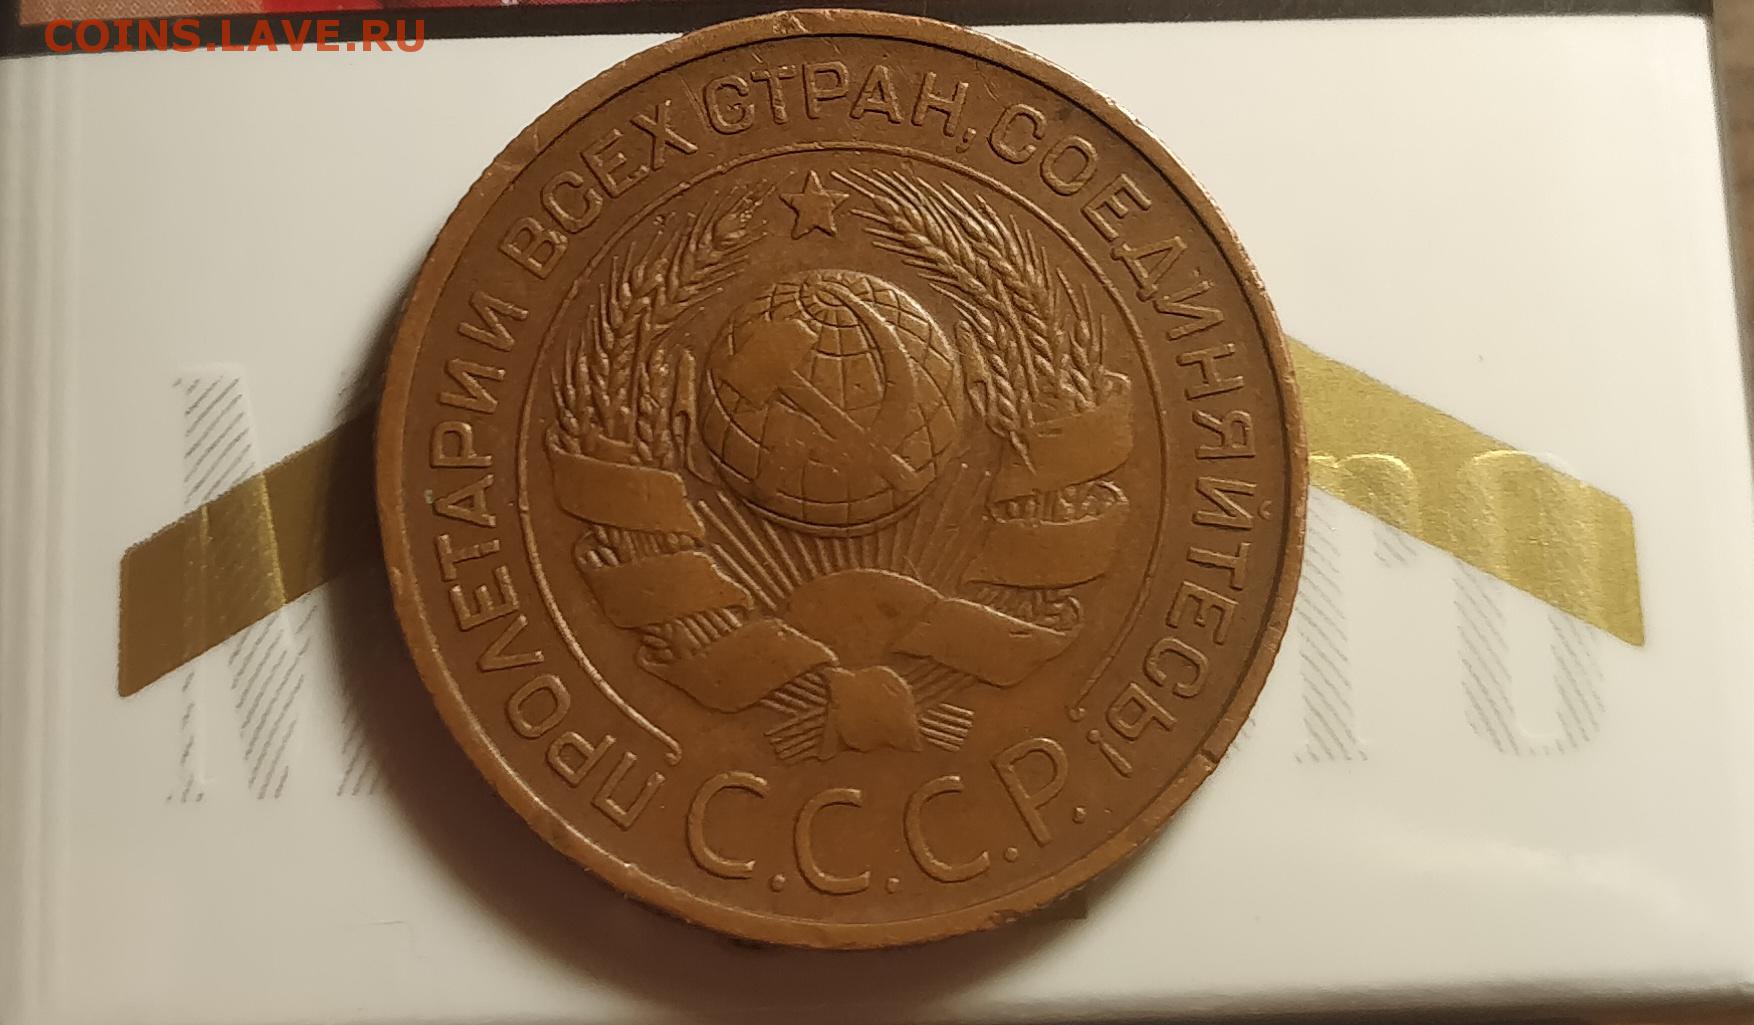 COINS.LAVE.RU
ПРОЛЕТАРИИ ВСЕХ СТРАН, СОЕДИНЯЙТЕСЬ!
С.С.С.Р.